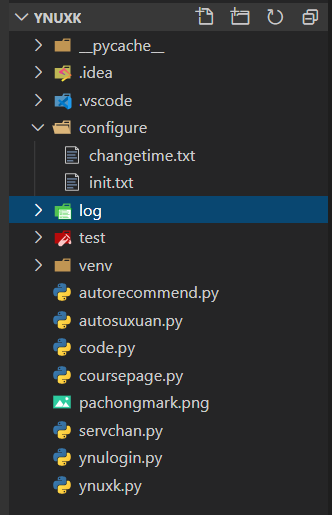 YNUXK
__pycache__
.idea
.vscode
configure
changetime.txt
init.txt
log
test
venv
autorecommend.py
autosuxuan.py
code.py
coursepage.py
pachongmark.png
servchan.py
ynulogin.py
ynuxk.py